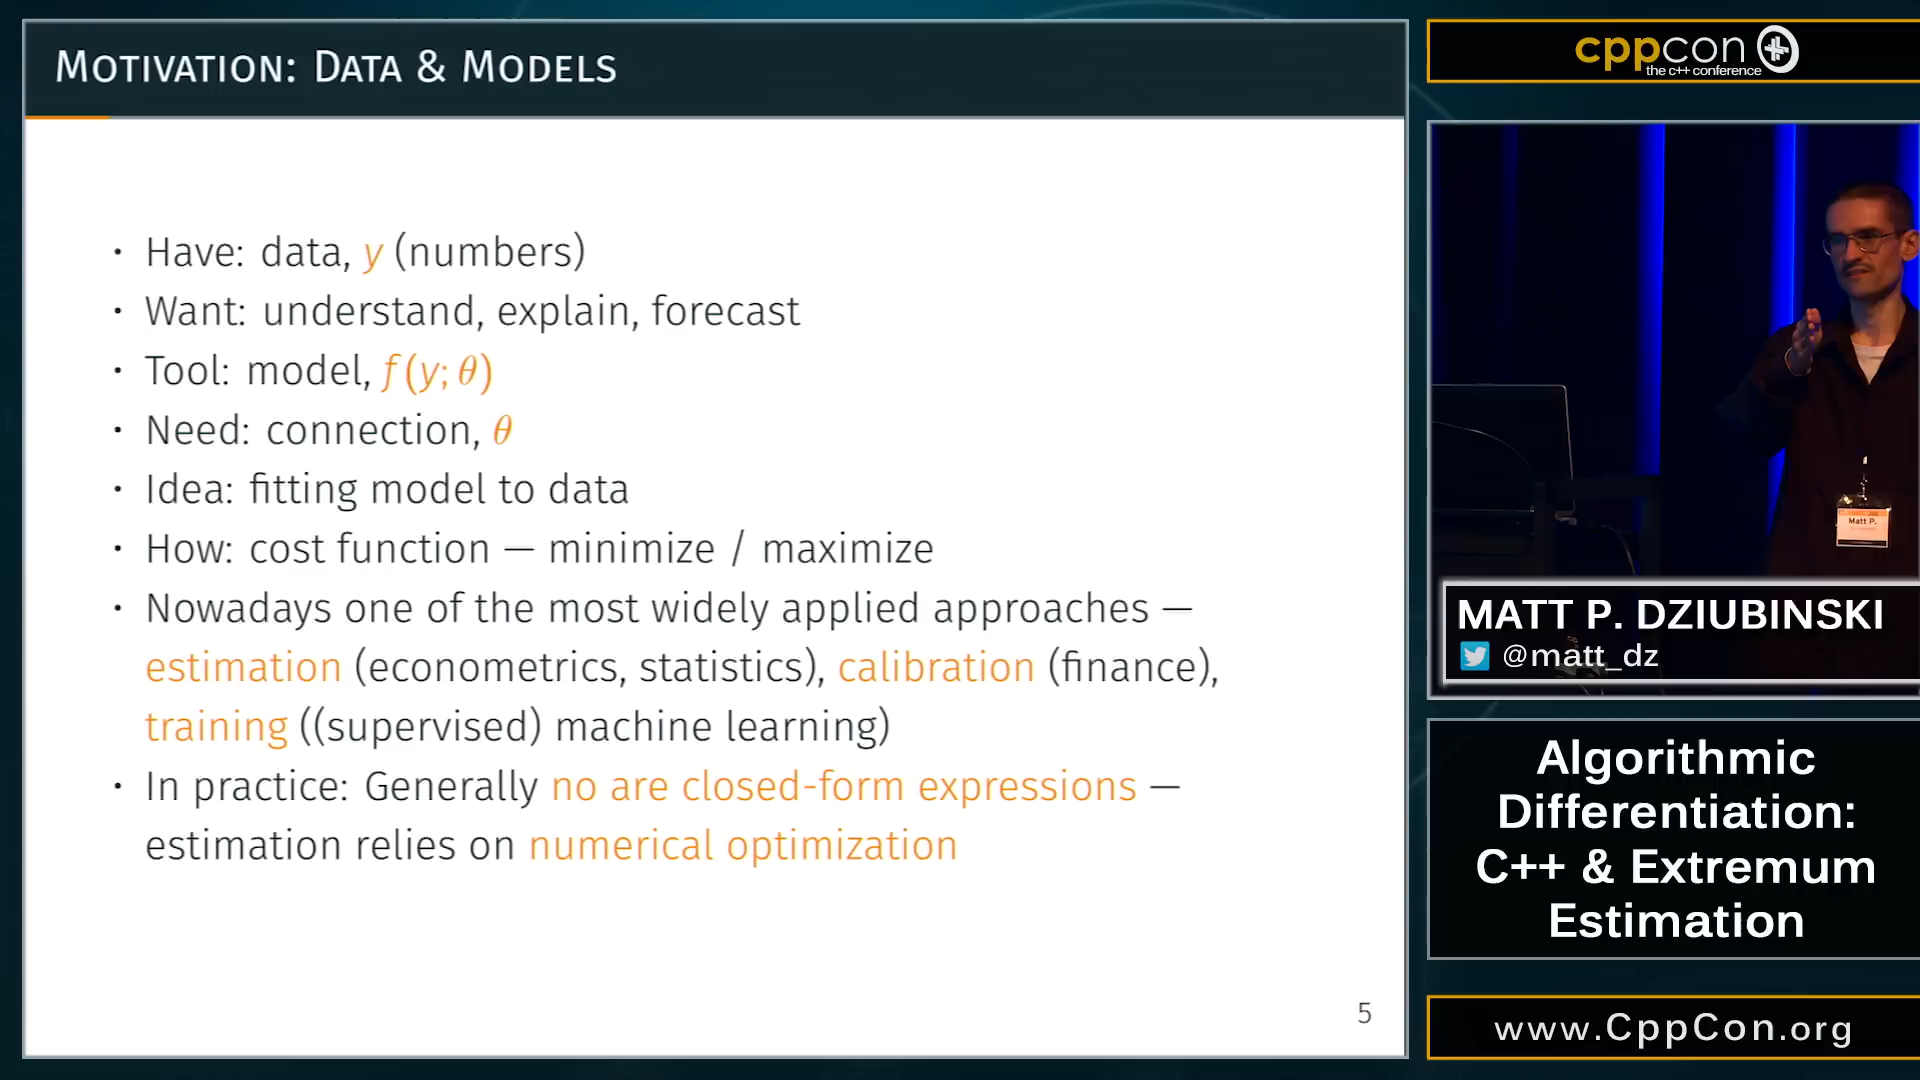 MOTIVATION: DATA & MODELS
• Have: data, y (numbers)
• Want: understand, explain, forecast
• Tool: model, f(y; θ)
• Need: connection, θ
• Idea: fitting model to data
• How: cost function — minimize / maximize
• Nowadays one of the most widely applied approaches —
estimation (econometrics, statistics), calibration (finance),
training ((supervised) machine learning)
• In practice: Generally no are closed-form expressions —
estimation relies on numerical optimization
5
cppcon
the c++ conference
Matt P.
MATT P. DZIUBINSKI
@matt_dz
Algorithmic
Differentiation:
C++ & Extremum
Estimation
www.CppCon.org